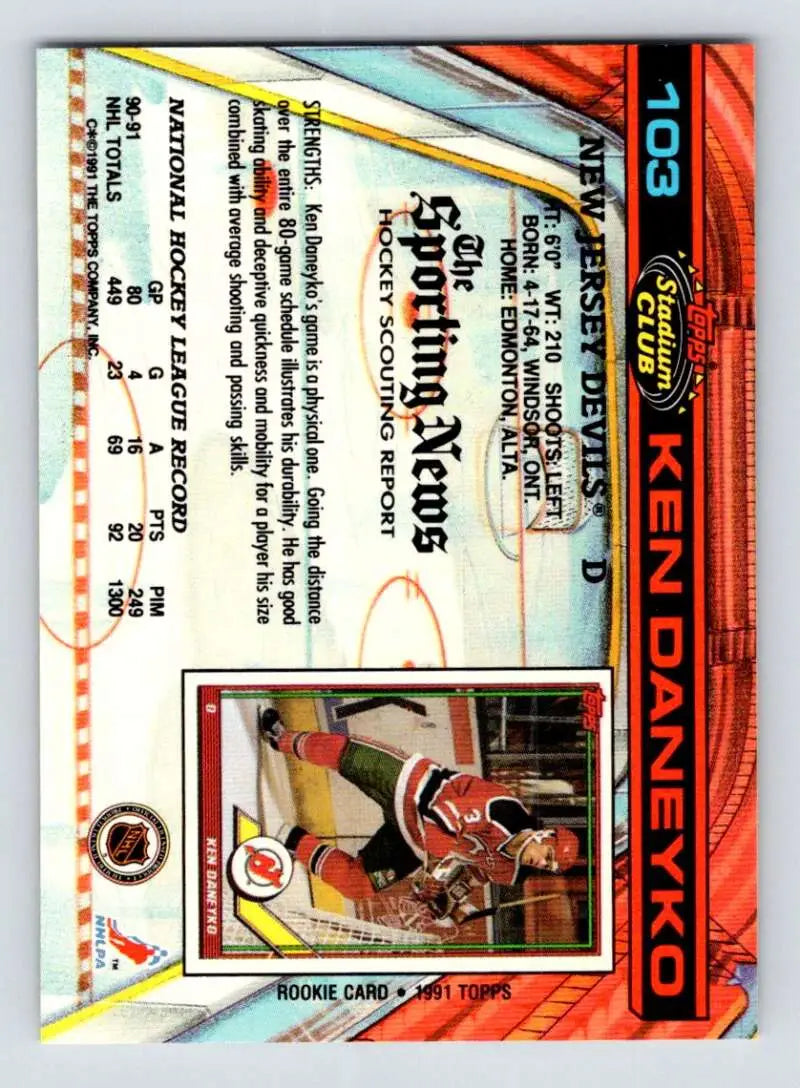 103
topps
Stadium
CLUB
KEN DANEYKO
NEW JERSEY DEVILS® D
HT: 6'0" WT: 210 SHOOTS: LEFT
BORN: 4-17-64, WINDSOR, ONT.
HOME: EDMONTON, ALTA.
The
Sporting News
HOCKEY SCOUTING REPORT
STRENGTHS: Ken Daneyko's game is a physical one. Going the distance
over the entire 80-game schedule illustrates his durability. He has good
skating ability and deceptive quickness and mobility for a player his size
combined with average shooting and passing skills.
NATIONAL HOCKEY LEAGUE RECORD
GP G A PTS PIM
90-91 80 4 16 20 249
NHL TOTALS 449 23 69 92 1300
C*©1991 THE TOPPS COMPANY, INC.
topps
3
D
KEN DANEYKO
ROOKIE CARD • 1991 TOPPS
NHL
NHLPA
™